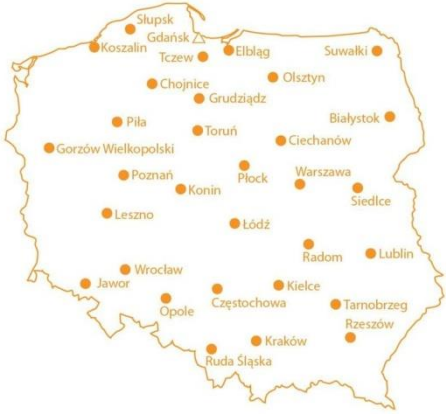 Słupsk
Gdańsk
Koszalin
Tczew
Elbląg
Suwałki
Chojnice
Olsztyn
Grudziądz
Piła
Toruń
Białystok
Ciechanów
Gorzów Wielkopolski
Poznań
Płock
Warszawa
Konin
Siedlce
Leszno
Łódź
Radom
Lublin
Wrocław
Jawor
Opole
Częstochowa
Kielce
Tarnobrzeg
Rzeszów
Kraków
Ruda Śląska